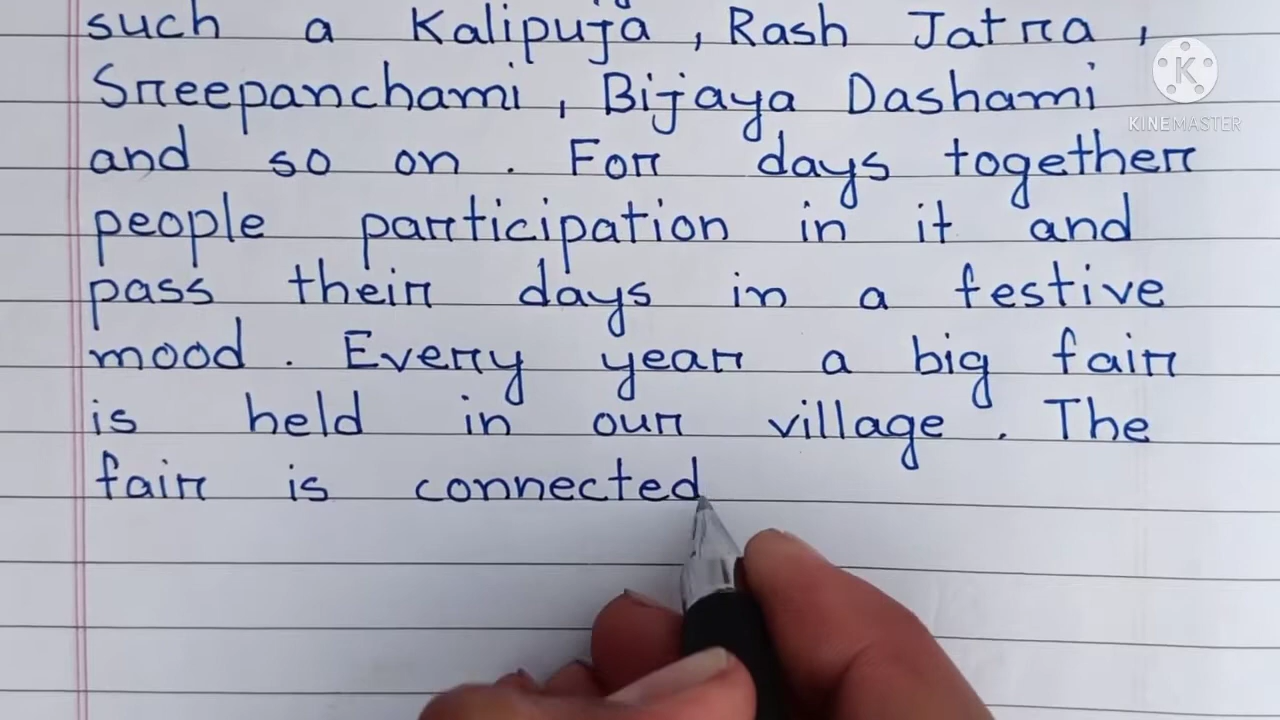 such a Kalipuja, Rash Jatra,
Sreepanchami, Bijaya Dashami
and so on. For days together
people participation in it and
pass their days in a festive
mood. Every year a big fair
is held in our village. The
fair is connected
K
KINEMASTER